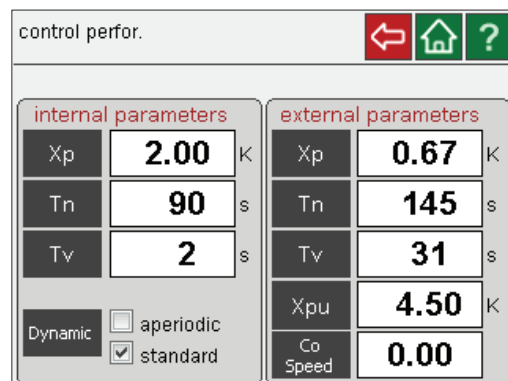 control perfor.
?
internal parameters
Xp 2.00 K
Tn 90 s
Tv 2 s
Dynamic
aperiodic
standard
external parameters
Xp 0.67 K
Tn 145 s
Tv 31 s
Xpu 4.50 K
Co
Speed 0.00